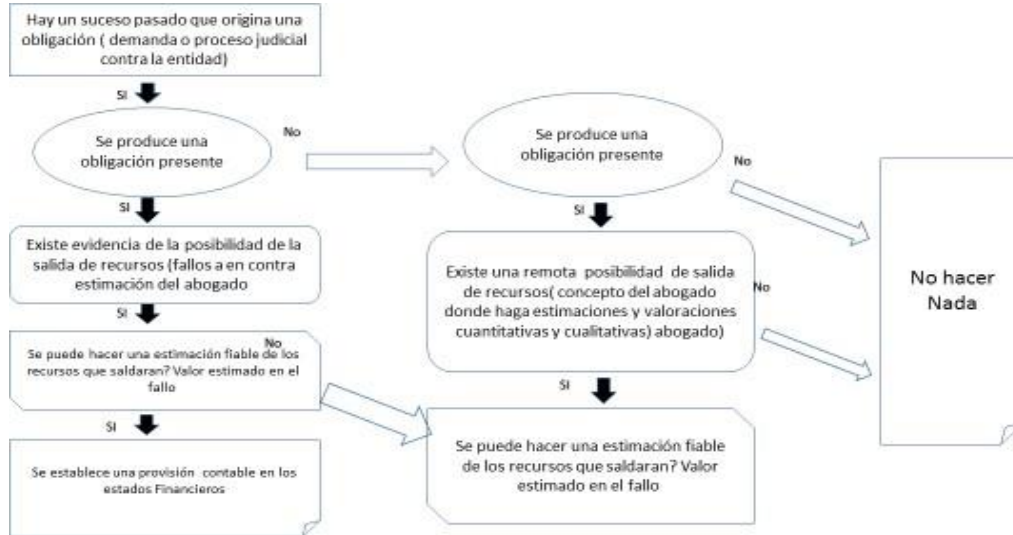 Hay un suceso pasado que origina una
obligación ( demanda o proceso judicial
contra la entidad)
SI
Se produce una
obligación presente
No
SI
Existe evidencia de la posibilidad de la
salida de recursos (fallos a en contra
estimación del abogado
SI
No
Se puede hacer una estimación fiable de los
recursos que saldaran? Valor estimado en el
fallo
SI
Se establece una provisión contable en los
estados Financieros
Se produce una
obligación presente
No
SI
Existe una remota posibilidad de salida
de recursos( concepto del abogado
donde haga estimaciones y valoraciones
cuantitativas y cualitativas) abogado)
No
SI
Se puede hacer una estimación fiable
de los recursos que saldaran? Valor
estimado en el fallo
No hacer
Nada